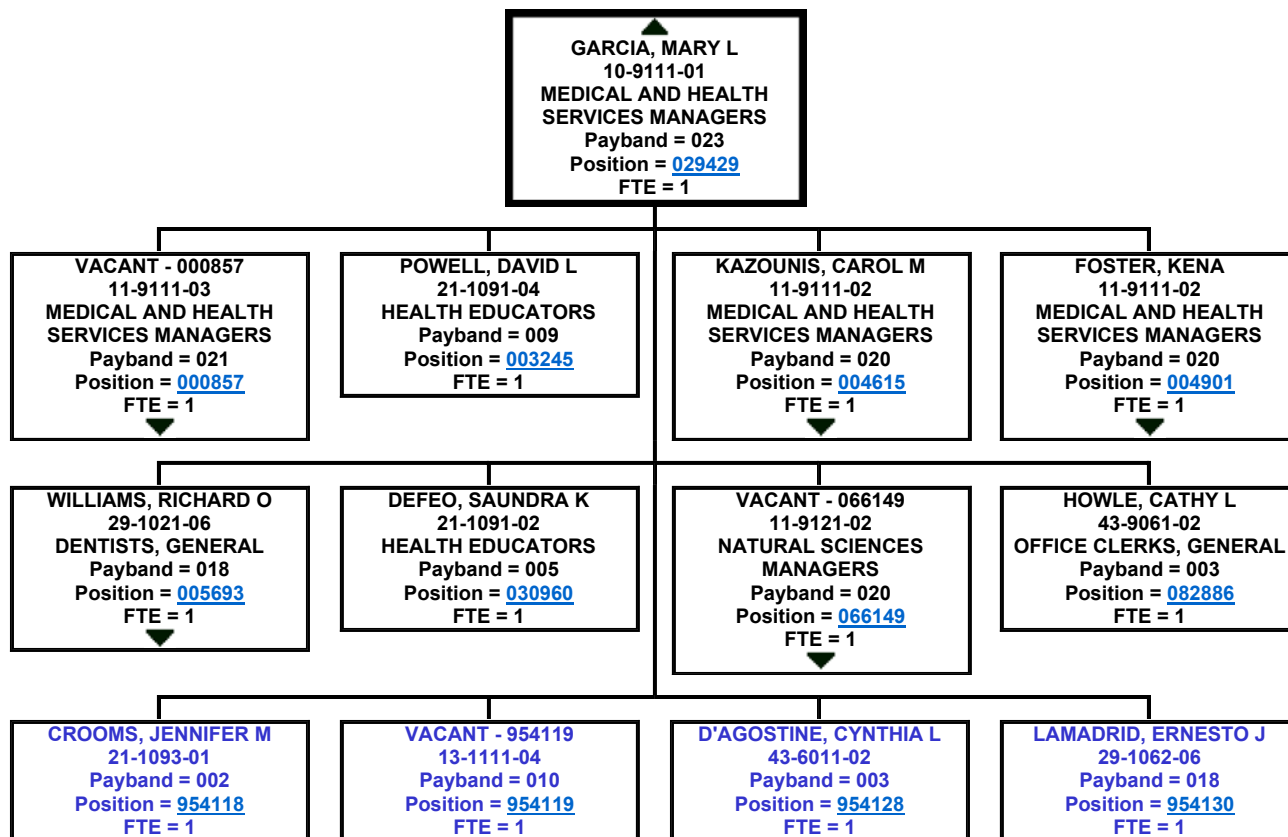 GARCIA, MARY L
10-9111-01
MEDICAL AND HEALTH
SERVICES MANAGERS
Payband = 023
Position = 029429
FTE = 1
VACANT - 000857
11-9111-03
MEDICAL AND HEALTH
SERVICES MANAGERS
Payband = 021
Position = 000857
FTE = 1
POWELL, DAVID L
21-1091-04
HEALTH EDUCATORS
Payband = 009
Position = 003245
FTE = 1
KAZOUNIS, CAROL M
11-9111-02
MEDICAL AND HEALTH
SERVICES MANAGERS
Payband = 020
Position = 004615
FTE = 1
FOSTER, KENA
11-9111-02
MEDICAL AND HEALTH
SERVICES MANAGERS
Payband = 020
Position = 004901
FTE = 1
WILLIAMS, RICHARD O
29-1021-06
DENTISTS, GENERAL
Payband = 018
Position = 005693
FTE = 1
DEFEO, SAUNDRA K
21-1091-02
HEALTH EDUCATORS
Payband = 005
Position = 030960
FTE = 1
VACANT - 066149
11-9121-02
NATURAL SCIENCES
MANAGERS
Payband = 020
Position = 066149
FTE = 1
HOWLE, CATHY L
43-9061-02
OFFICE CLERKS, GENERAL
Payband = 003
Position = 082886
FTE = 1
CROOMS, JENNIFER M
21-1093-01
Payband = 002
Position = 954118
FTE = 1
VACANT - 954119
13-1111-04
Payband = 010
Position = 954119
FTE = 1
D'AGOSTINE, CYNTHIA L
43-6011-02
Payband = 003
Position = 954128
FTE = 1
LAMADRID, ERNESTO J
29-1062-06
Payband = 018
Position = 954130
FTE = 1